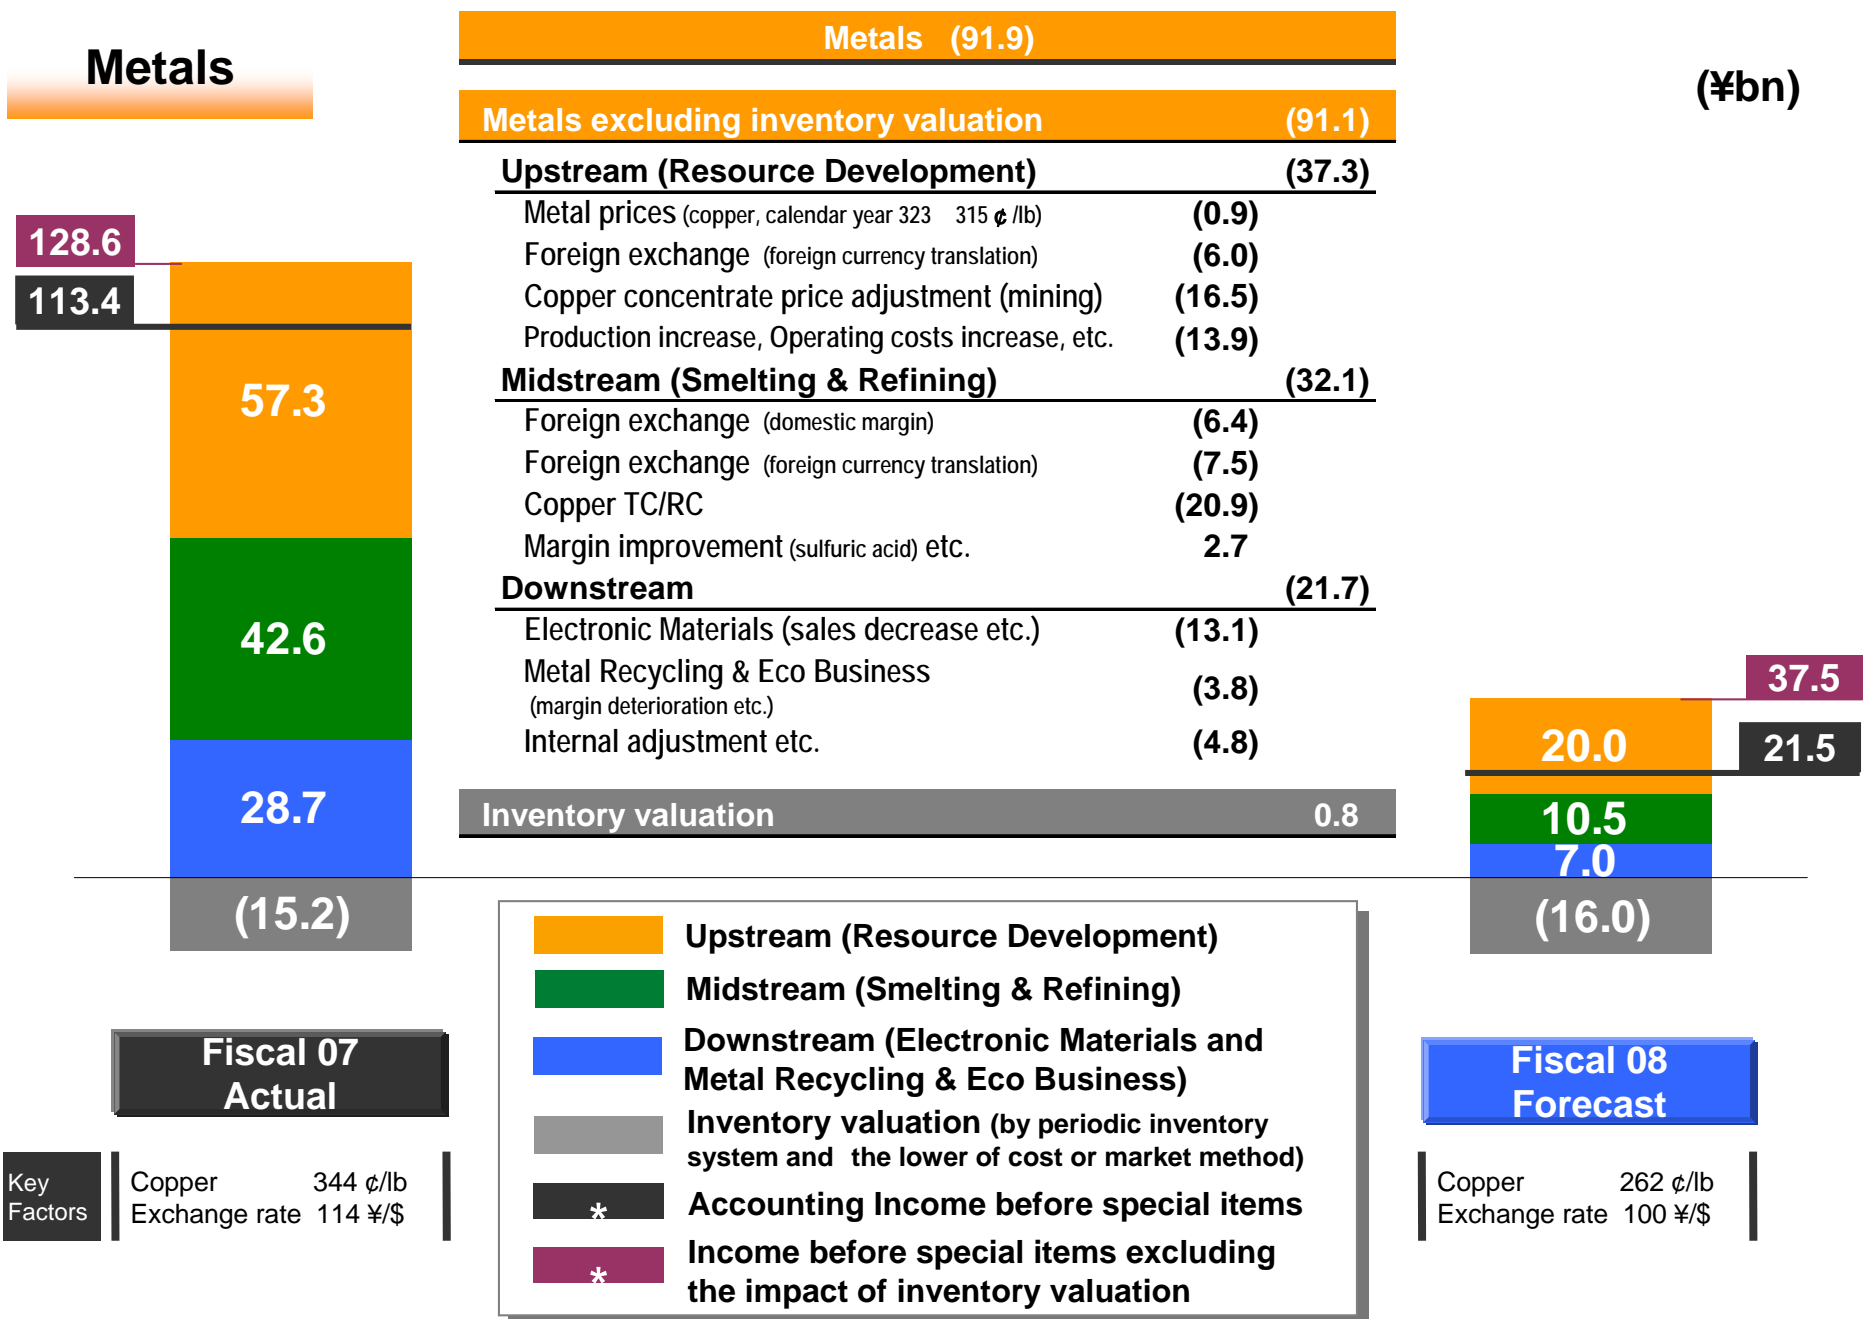 Metals
Metals (91.9)
(¥bn)
Metals excluding inventory valuation (91.1)
Upstream (Resource Development) (37.3)
Metal prices (copper, calendar year 323 315 ¢ /lb) (0.9)
Foreign exchange (foreign currency translation) (6.0)
Copper concentrate price adjustment (mining) (16.5)
Production increase, Operating costs increase, etc. (13.9)
Midstream (Smelting & Refining) (32.1)
Foreign exchange (domestic margin) (6.4)
Foreign exchange (foreign currency translation) (7.5)
Copper TC/RC (20.9)
Margin improvement (sulfuric acid) etc. 2.7
Downstream (21.7)
Electronic Materials (sales decrease etc.) (13.1)
Metal Recycling & Eco Business (3.8)
(margin deterioration etc.)
Internal adjustment etc. (4.8)
Inventory valuation 0.8
128.6
113.4
57.3
42.6
28.7
(15.2)
37.5
21.5
20.0
10.5
7.0
(16.0)
Upstream (Resource Development)
Midstream (Smelting & Refining)
Downstream (Electronic Materials and
Metal Recycling & Eco Business)
Inventory valuation (by periodic inventory
system and the lower of cost or market method)
* Accounting Income before special items
* Income before special items excluding
the impact of inventory valuation
Fiscal 07
Actual
Fiscal 08
Forecast
Key
Factors
Copper 344 ¢/lb
Exchange rate 114 ¥/$
Copper 262 ¢/lb
Exchange rate 100 ¥/$